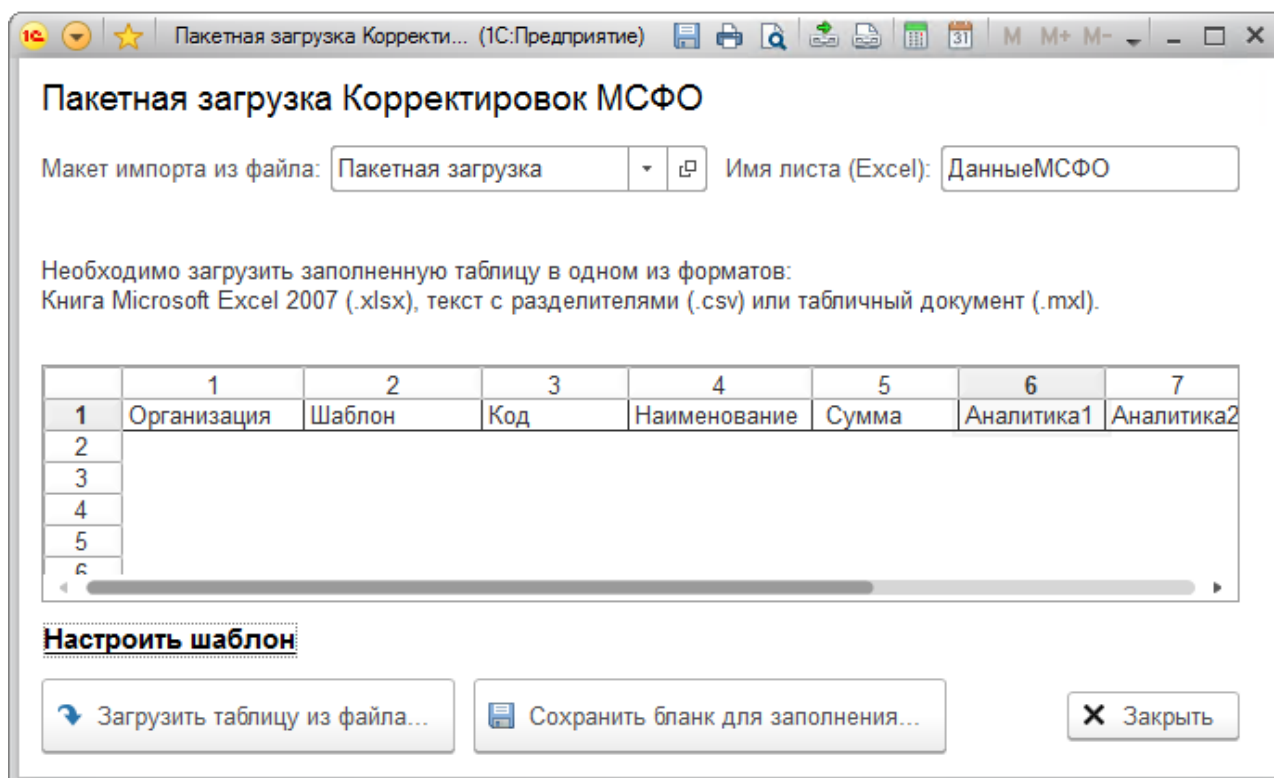 1С Пакетная загрузка Корректи... (1С:Предприятие) 31 M M+ M-
Пакетная загрузка Корректировок МСФО
Макет импорта из файла: Пакетная загрузка Имя листа (Excel): ДанныеМСФО
Необходимо загрузить заполненную таблицу в одном из форматов:
Книга Microsoft Excel 2007 (.xlsx), текст с разделителями (.csv) или табличный документ (.mxl).
1 2 3 4 5 6 7
1 Организация Шаблон Код Наименование Сумма Аналитика1 Аналитика2
2
3
4
5
6
Настроить шаблон
Загрузить таблицу из файла... Сохранить бланк для заполнения... Закрыть